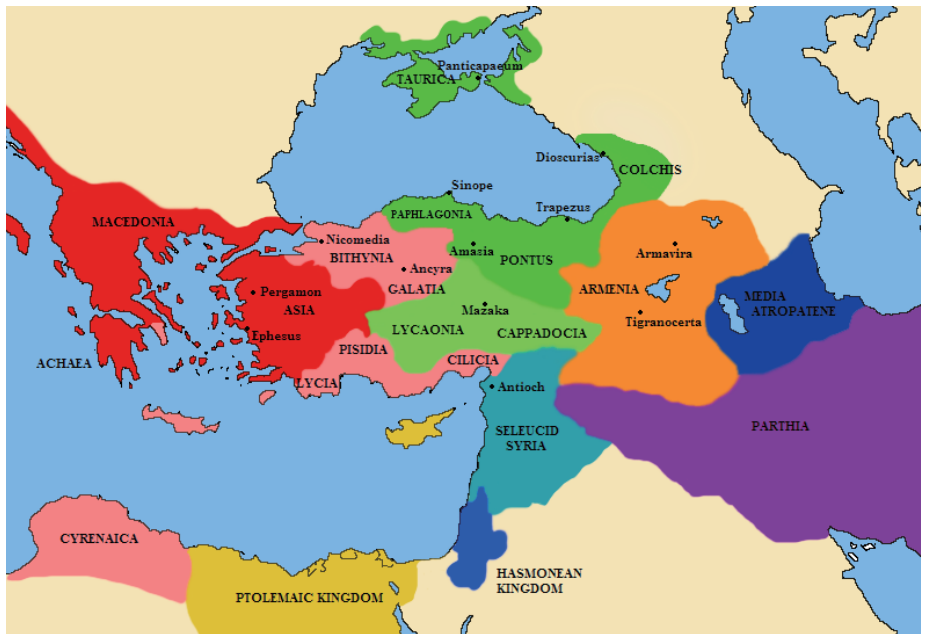 Panticapaeum
TAURICA
Dioscurias
COLCHIS
Sinope
Trapezus
PAPHLAGONIA
MACEDONIA
Nicomedia
BITHYNIA
Amasia
PONTUS
Armavira
Ancyra
GALATIA
ARMENIA
MEDIA
ATROPATENE
Pergamon
ASIA
Mazaka
Tigranocerta
LYCAONIA
CAPPADOCIA
Ephesus
PISIDIA
ACHAEA
CILICIA
LYCIA
Antioch
SELEUCID
SYRIA
PARTHIA
CYRENAICA
HASMONEAN
KINGDOM
PTOLEMAIC KINGDOM